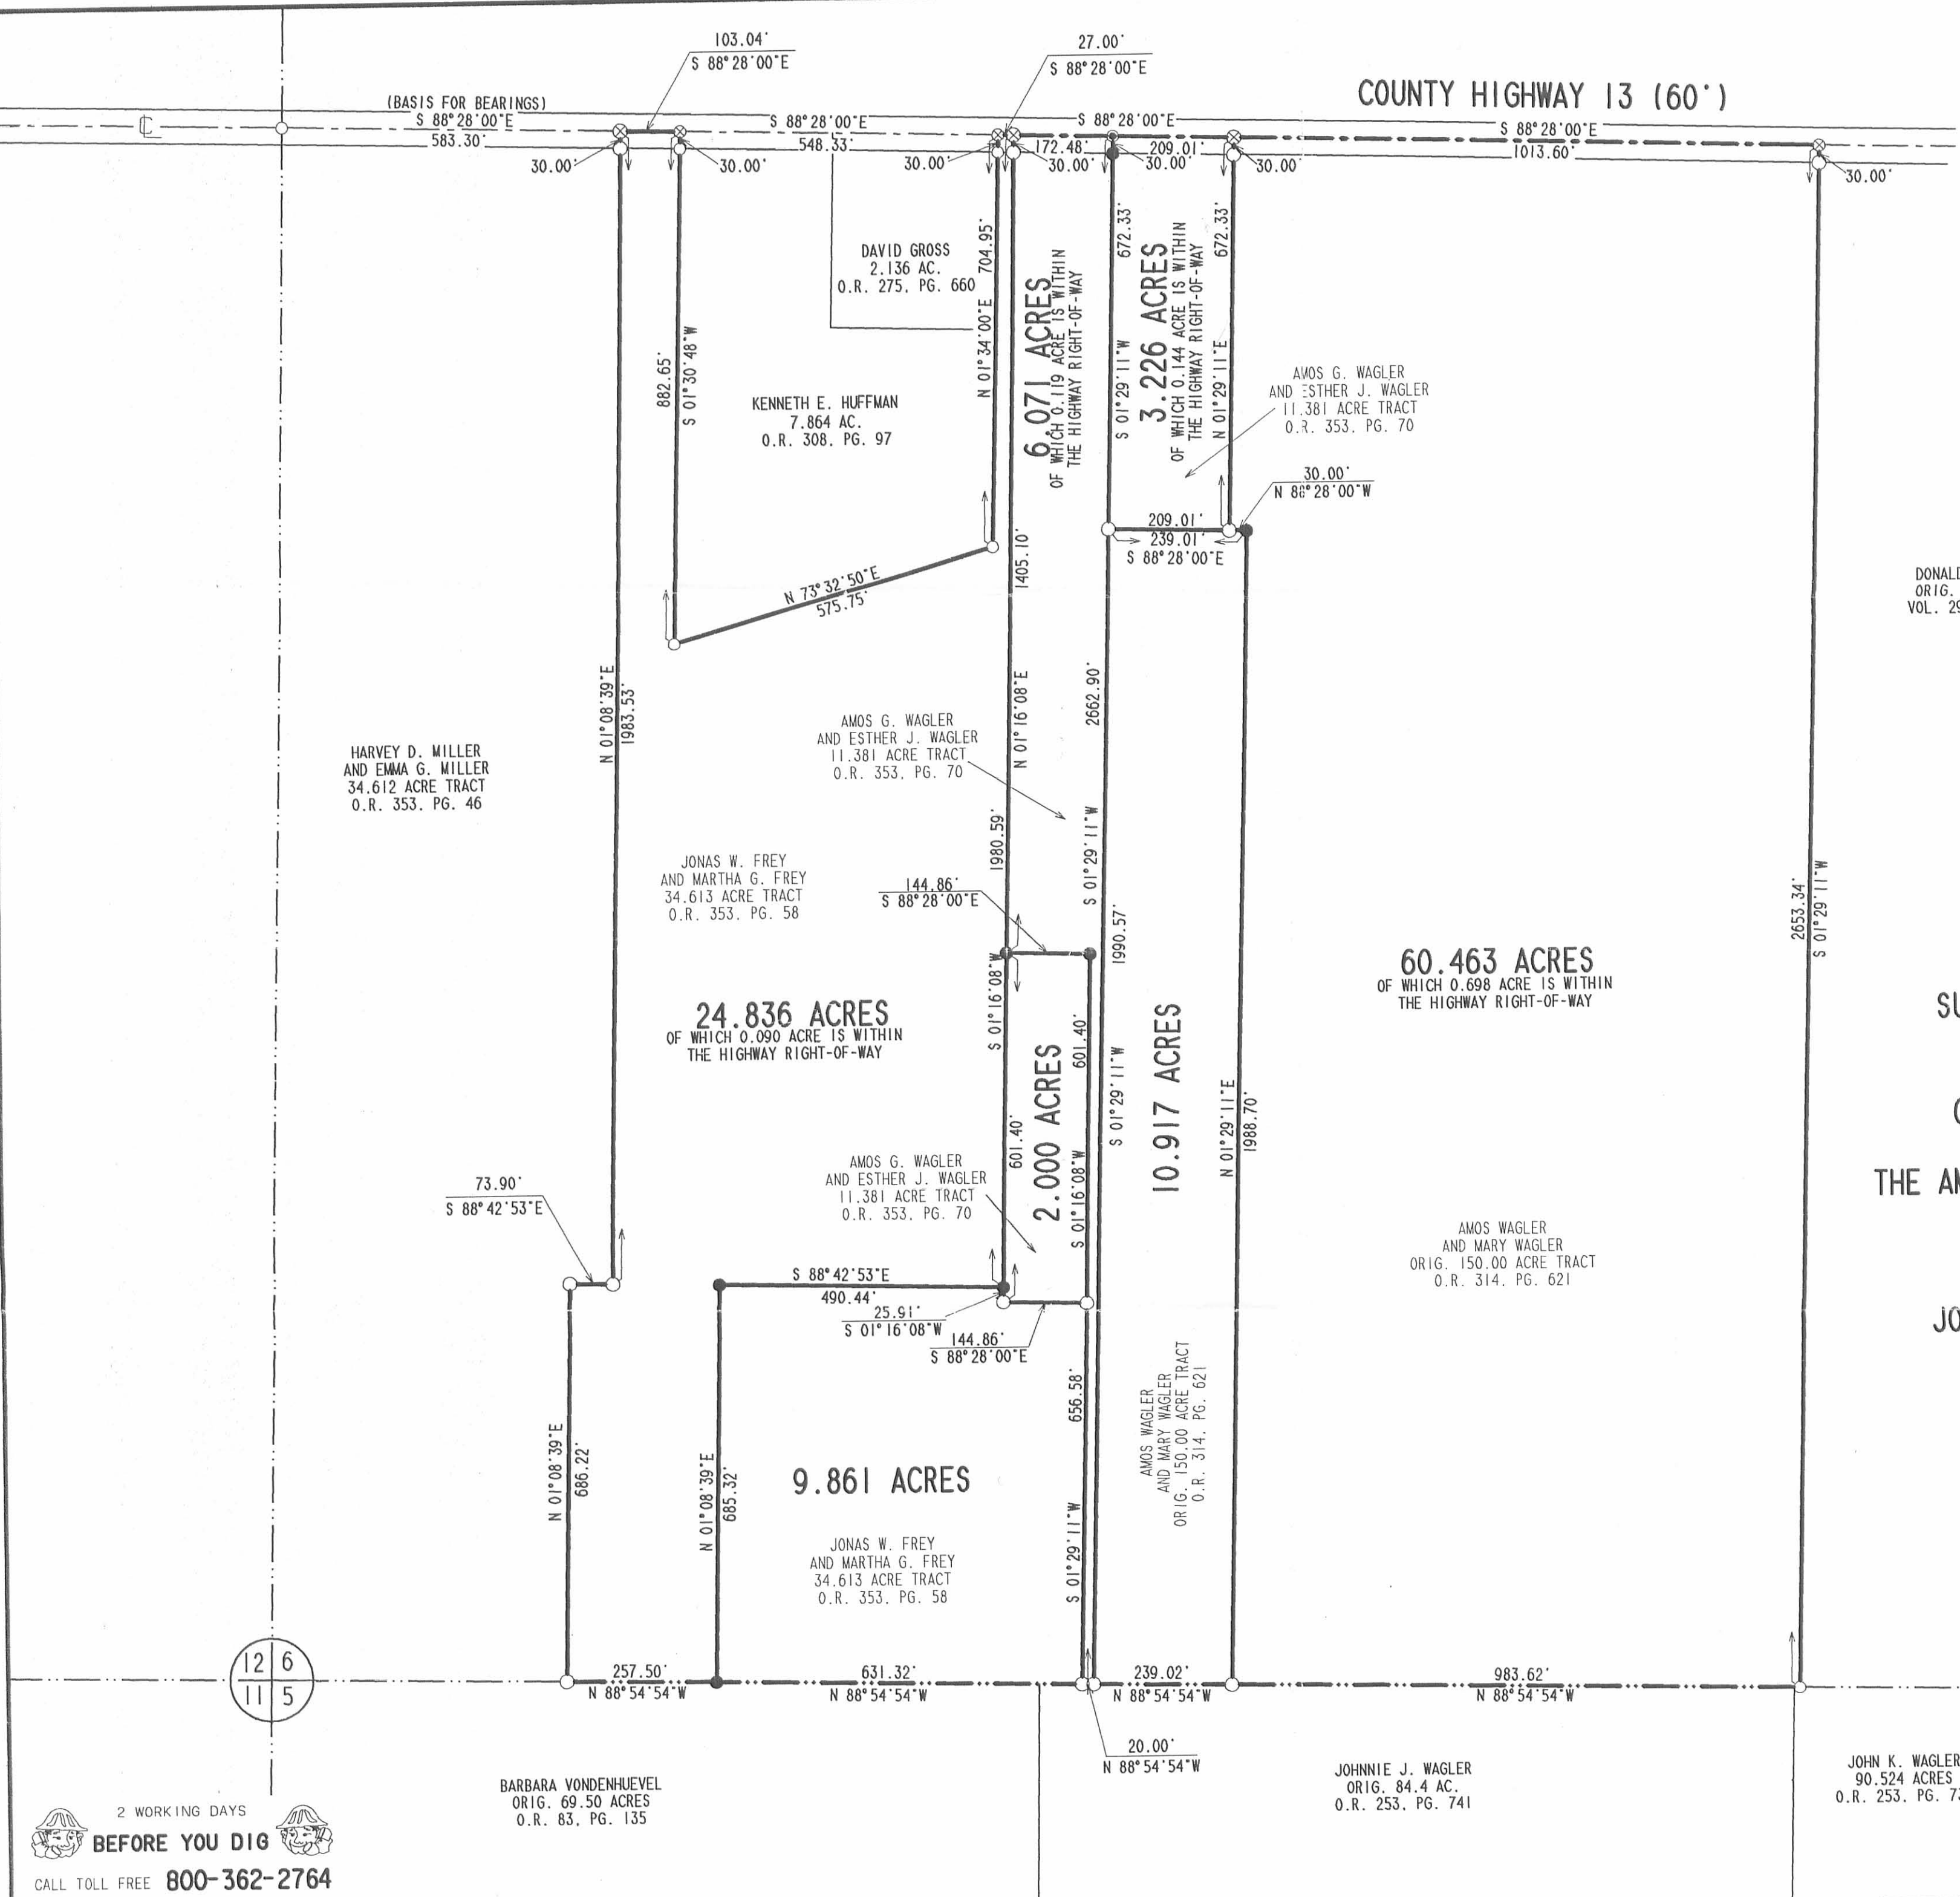 103.04'
S 88°28'00"E
27.00'
S 88°28'00"E
COUNTY HIGHWAY 13 (60')
(BASIS FOR BEARINGS)
S 88°28'00"E
583.30'
S 88°28'00"E
548.33'
S 88°28'00"E
172.48'
209.01'
S 88°28'00"E
1013.60'
30.00'
30.00'
30.00'
30.00'
30.00'
30.00'
30.00'
DAVID GROSS
2.136 AC.
O.R. 275, PG. 660
704.95'
N 01°34'00"E
6.071 ACRES
OF WHICH 0.119 ACRE IS WITHIN
THE HIGHWAY RIGHT-OF-WAY
672.33'
S 01°29'11"W
3.226 ACRES
OF WHICH 0.144 ACRE IS WITHIN
THE HIGHWAY RIGHT-OF-WAY
672.33'
N 01°29'11"E
882.65'
S 01°30'48"W
KENNETH E. HUFFMAN
7.864 AC.
O.R. 308, PG. 97
AMOS G. WAGLER
AND ESTHER J. WAGLER
11.381 ACRE TRACT
O.R. 353, PG. 70
30.00'
N 88°28'00"W
209.01'
239.01'
S 88°28'00"E
N 73°32'50"E
575.75'
1405.10'
N 01°16'08"E
DONALD
ORIG.
VOL.
N 01°08'39"E
1983.53'
2662.90'
S 01°29'11"W
HARVEY D. MILLER
AND EMMA G. MILLER
34.612 ACRE TRACT
O.R. 353, PG. 46
AMOS G. WAGLER
AND ESTHER J. WAGLER
11.381 ACRE TRACT
O.R. 353, PG. 70
1980.59'
JONAS W. FREY
AND MARTHA G. FREY
34.613 ACRE TRACT
O.R. 353, PG. 58
144.86'
S 88°28'00"E
1990.57'
S 01°29'11"W
2653.34'
S 01°29'11"W
60.463 ACRES
OF WHICH 0.698 ACRE IS WITHIN
THE HIGHWAY RIGHT-OF-WAY
24.836 ACRES
OF WHICH 0.090 ACRE IS WITHIN
THE HIGHWAY RIGHT-OF-WAY
S 01°16'08"W
601.40'
2.000 ACRES
601.40'
S 01°16'08"W
10.917 ACRES
N 01°29'11"E
1988.70'
THE
73.90'
S 88°42'53"E
AMOS G. WAGLER
AND ESTHER J. WAGLER
11.381 ACRE TRACT
O.R. 353, PG. 70
AMOS WAGLER
AND MARY WAGLER
ORIG. 150.00 ACRE TRACT
O.R. 314, PG. 621
S 88°42'53"E
490.44'
25.91'
S 01°16'08"W
144.86'
S 88°28'00"E
656.58'
S 01°29'11"W
AMOS WAGLER
AND MARY WAGLER
ORIG. 150.00 ACRE TRACT
O.R. 314, PG. 621
N 01°08'39"E
686.22'
N 01°08'39"E
685.32'
9.861 ACRES
JONAS W. FREY
AND MARTHA G. FREY
34.613 ACRE TRACT
O.R. 353, PG. 58
12 6
11 5
257.50'
N 88°54'54"W
631.32'
N 88°54'54"W
239.02'
N 88°54'54"W
983.62'
N 88°54'54"W
20.00'
N 88°54'54"W
BARBARA VONDENHUEVEL
ORIG. 69.50 ACRES
O.R. 83, PG. 135
JOHNNIE J. WAGLER
ORIG. 84.4 AC.
O.R. 253, PG. 741
JOHN K. WAGLER
90.524 ACRES
O.R. 253, PG.
2 WORKING DAYS
BEFORE YOU DIG
CALL TOLL FREE 800-362-2764